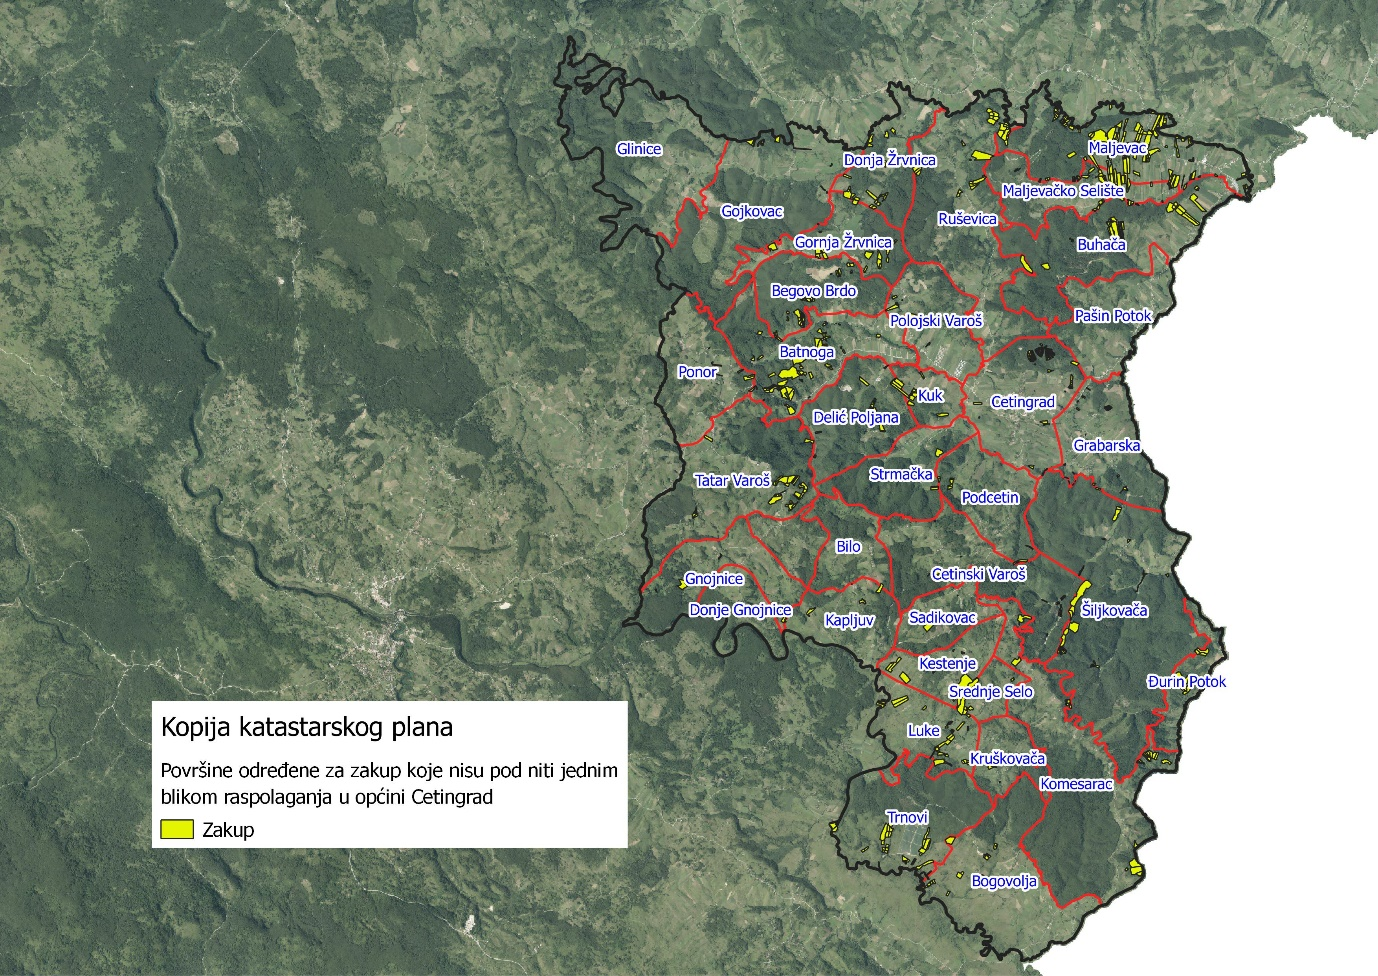 Glinice
Maljevac
Donja Žrvnica
Maljevačko Selište
Gojkovac
Ruševica
Gornja Žrvnica
Buhača
Begovo Brdo
Pašin Potok
Polojski Varoš
Batnoga
Ponor
Kuk
Cetingrad
Delić Poljana
Grabarska
Strmačka
Tatar Varoš
Podcetin
Bilo
Cetinski Varoš
Gnojnice
Donje Gnojnice
Šiljkovača
Kapljuv
Sadikovac
Kestenje
Đurin Potok
Srednje Selo
Luke
Kruškovača
Komesarac
Trnovi
Bogovolja
Kopija katastarskog plana
Površine određene za zakup koje nisu pod niti jednim
blikom raspolaganja u općini Cetingrad
Zakup